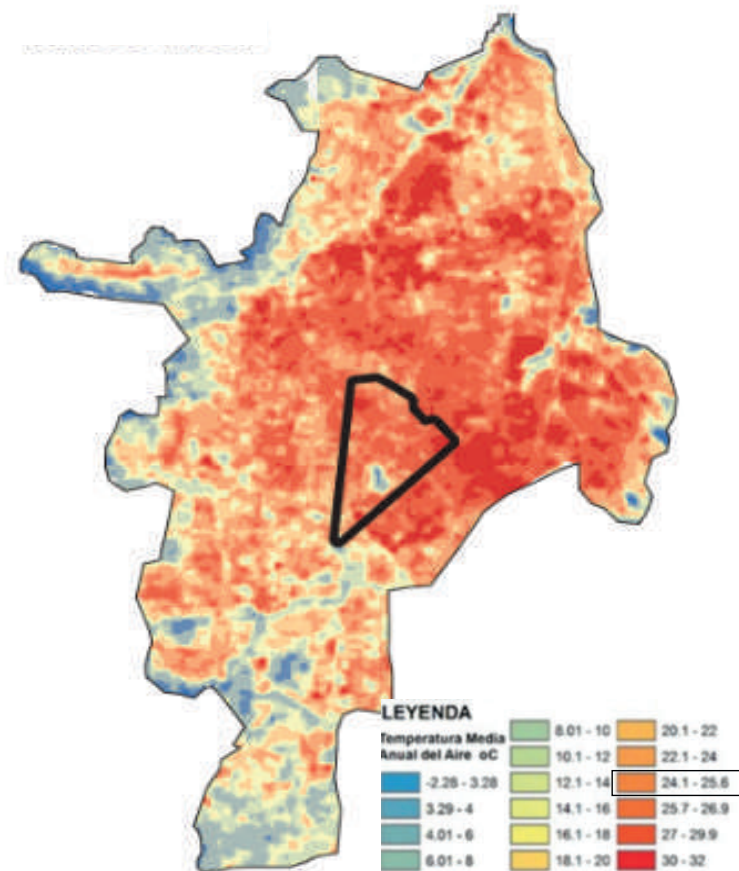 LEYENDA
Temperatura Media
Anual del Aire oC
-2.28 - 3.28
3.29 - 4
4.01 - 6
6.01 - 8
8.01 - 10
10.1 - 12
12.1 - 14
14.1 - 16
16.1 - 18
18.1 - 20
20.1 - 22
22.1 - 24
24.1 - 25.6
25.7 - 26.9
27 - 29.9
30 - 32